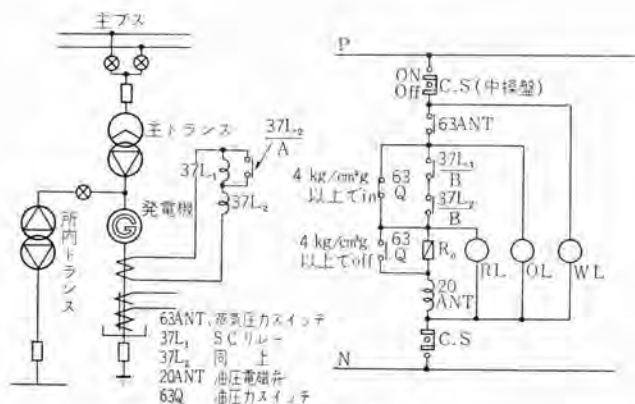 主ブス
主トランス
発電機
所内トランス
37L₂
A
37L₁
37L₂
63ANT 蒸気圧力スイッチ
37L₁ SCリレー
37L₂ 同上
20ANT 油圧電磁弁
63Q 油圧力スイッチ
P
ON
Off
C.S(中操盤)
63ANT
4 kg/cm²g
以上でin
63
Q
37L₁
B
37L₂
B
4 kg/cm²g
以上でoff
63
Q
R₀
RL
OL
WL
20
ANT
C.S
N